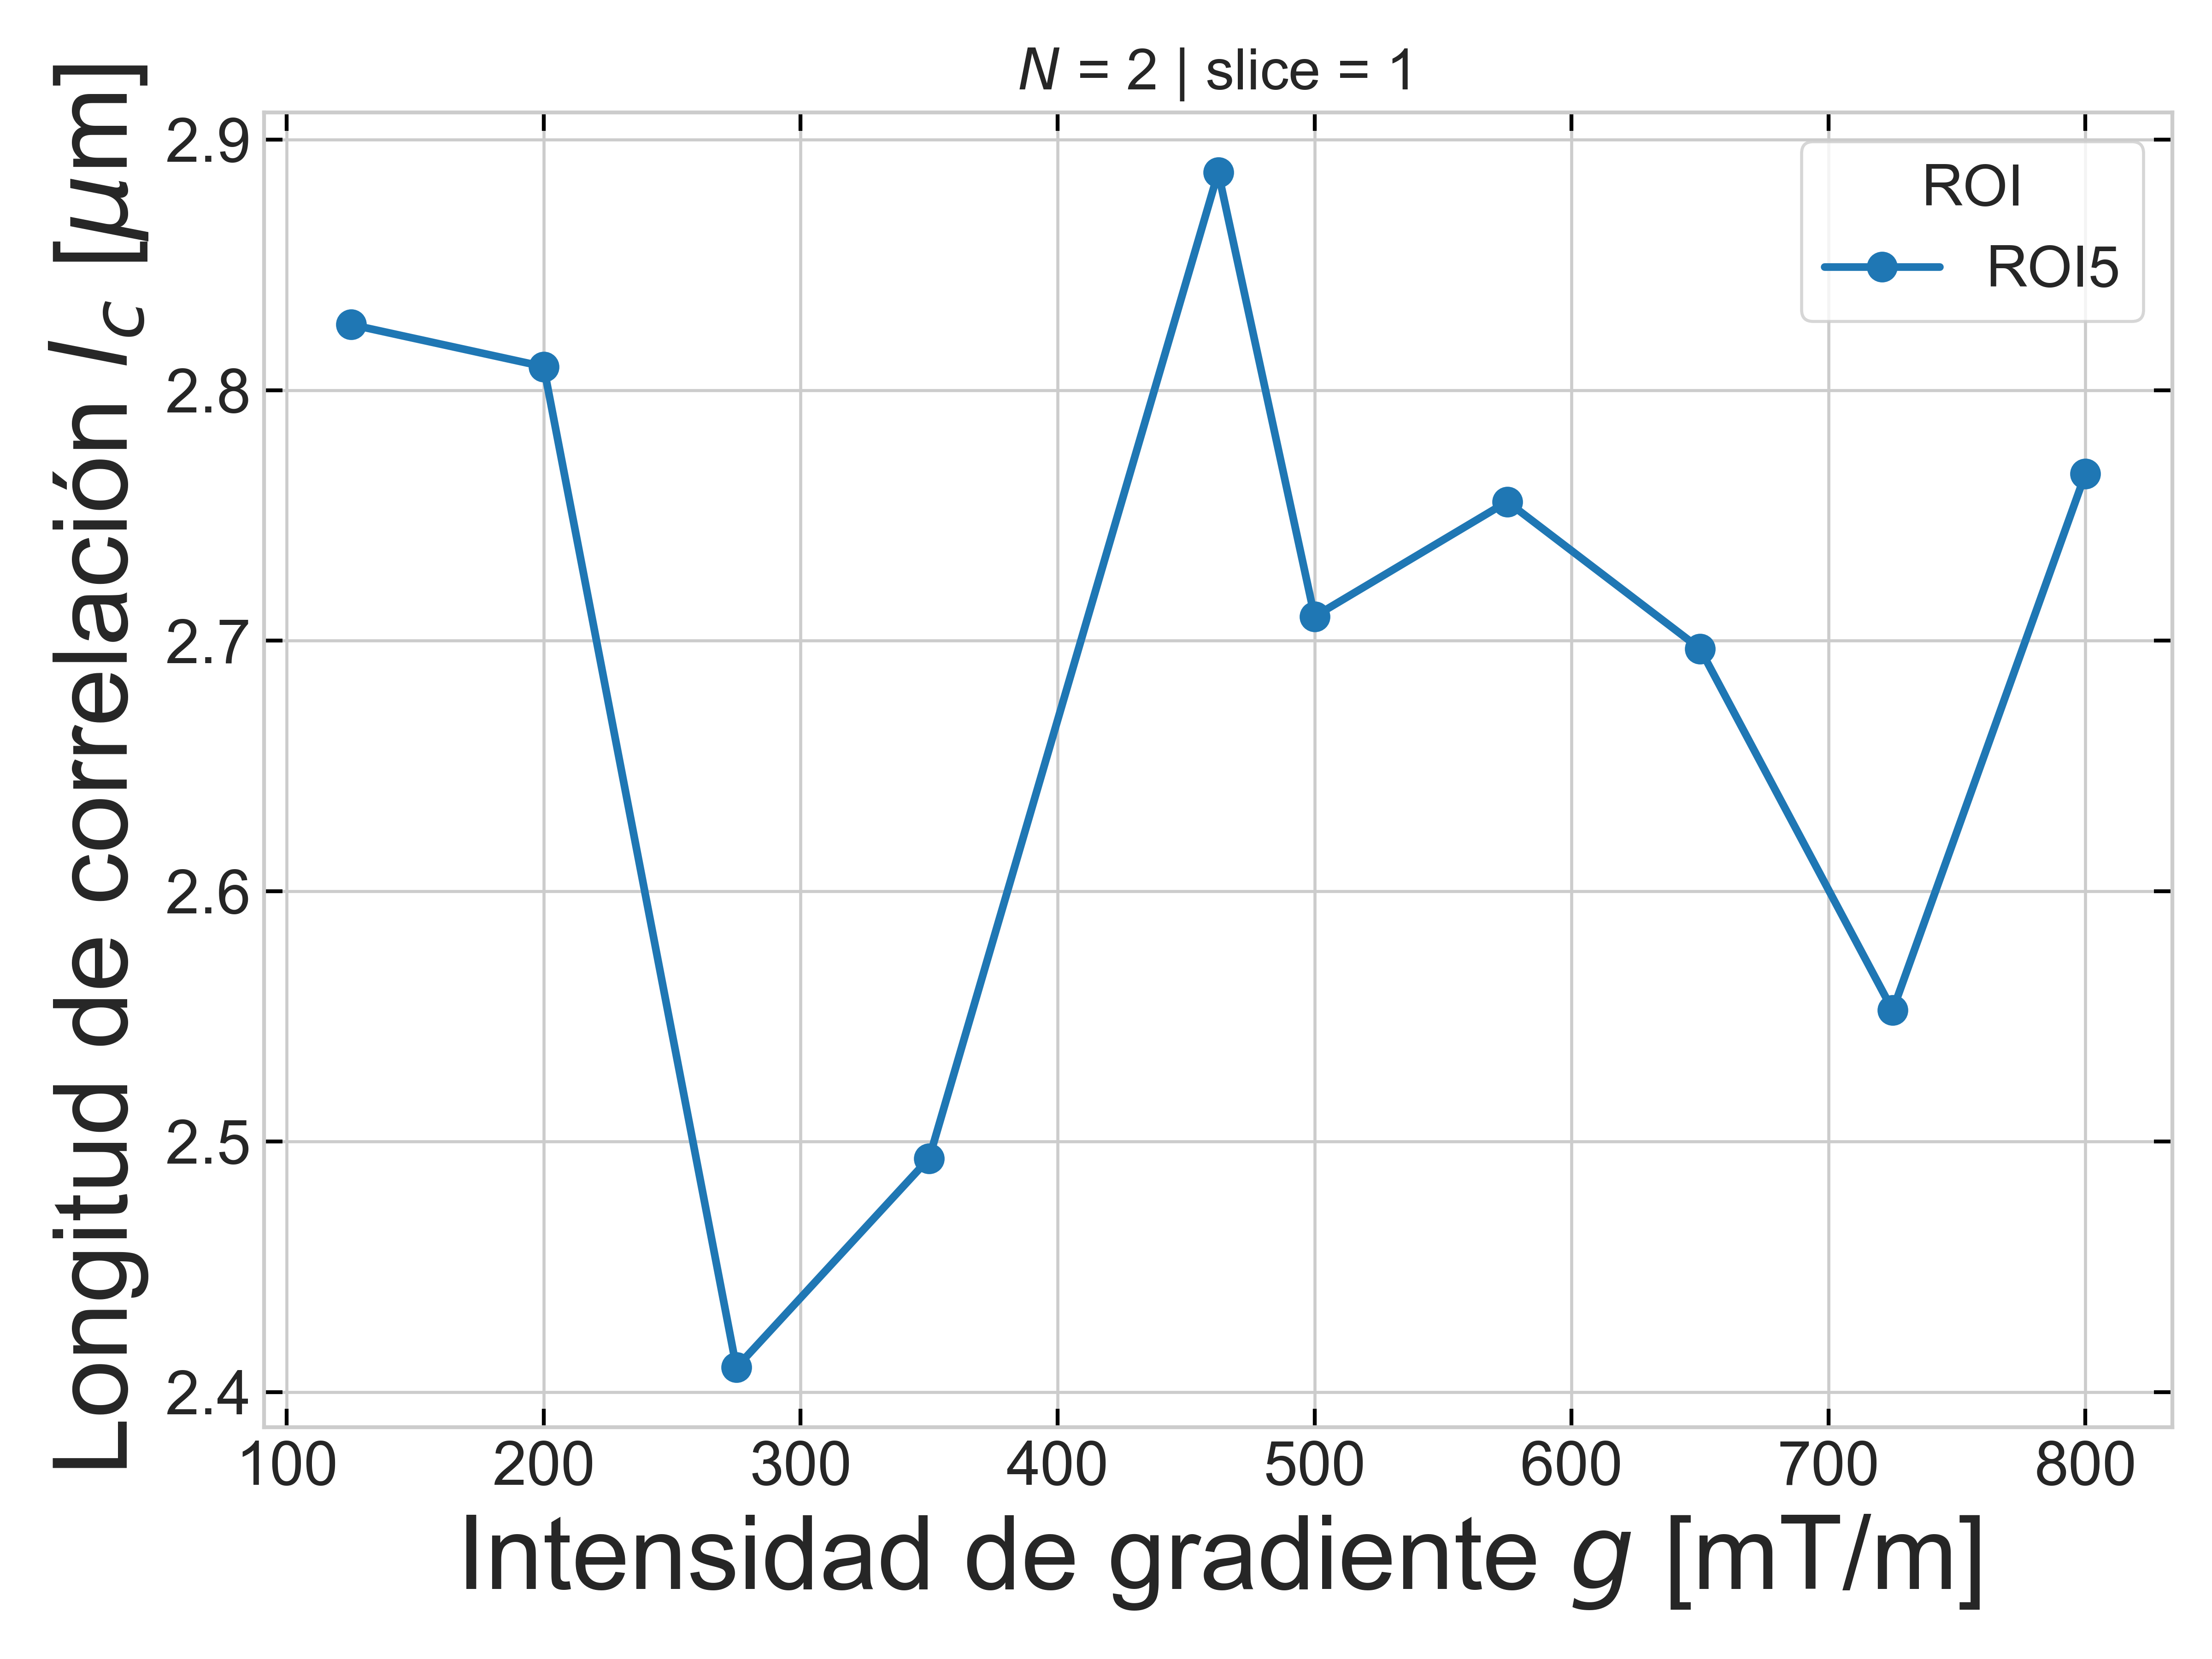 N = 2 | slice = 1
Longitud de correlación l_c [μm]
2.9
2.8
2.7
2.6
2.5
2.4
ROI
ROI5
100 200 300 400 500 600 700 800
Intensidad de gradiente g [mT/m]